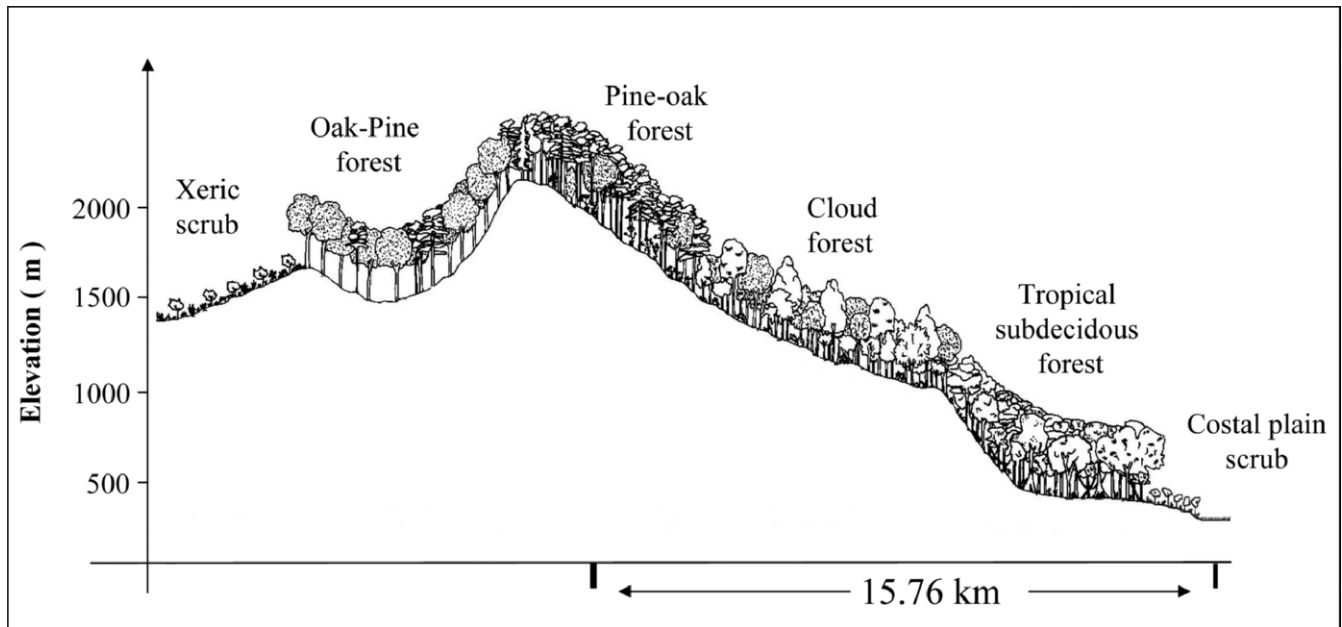 Pine-oak
forest
Oak-Pine
forest
Xeric
scrub
Cloud
forest
Tropical
subdecidous
forest
Costal plain
scrub
Elevation ( m )
2000
1500
1000
500
15.76 km